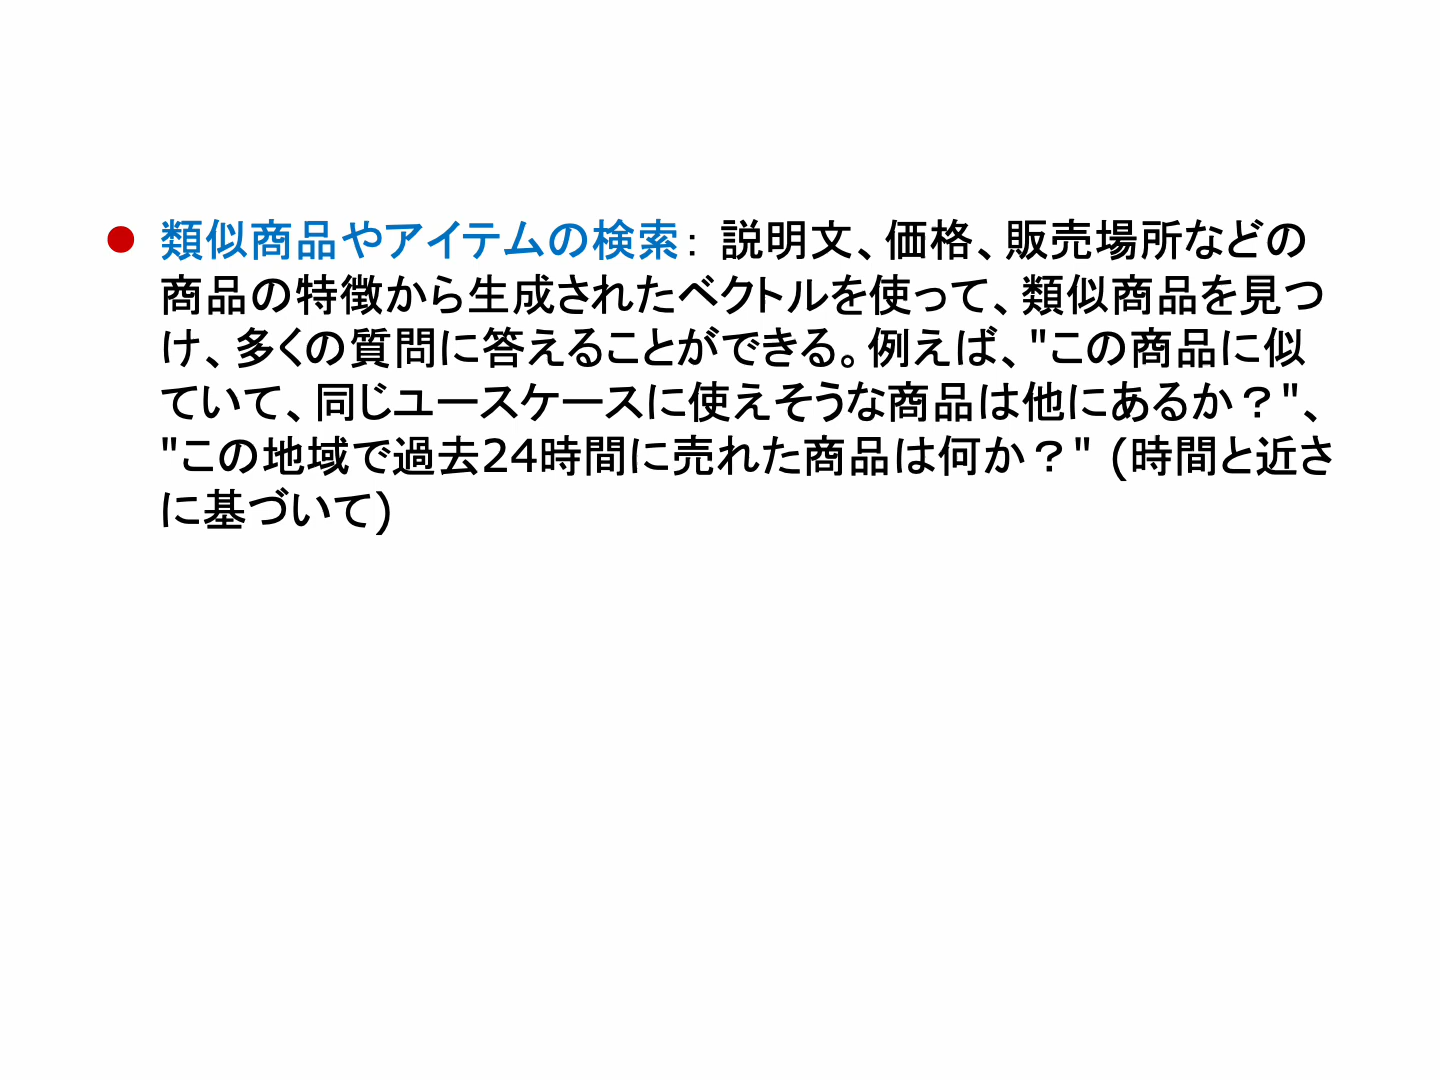 ● 類似商品やアイテムの検索： 説明文、価格、販売場所などの
商品の特徴から生成されたベクトルを使って、類似商品を見つ
け、多くの質問に答えることができる。例えば、"この商品に似
ていて、同じユースケースに使えそうな商品は他にあるか？"、
"この地域で過去24時間に売れた商品は何か？" (時間と近さ
に基づいて)